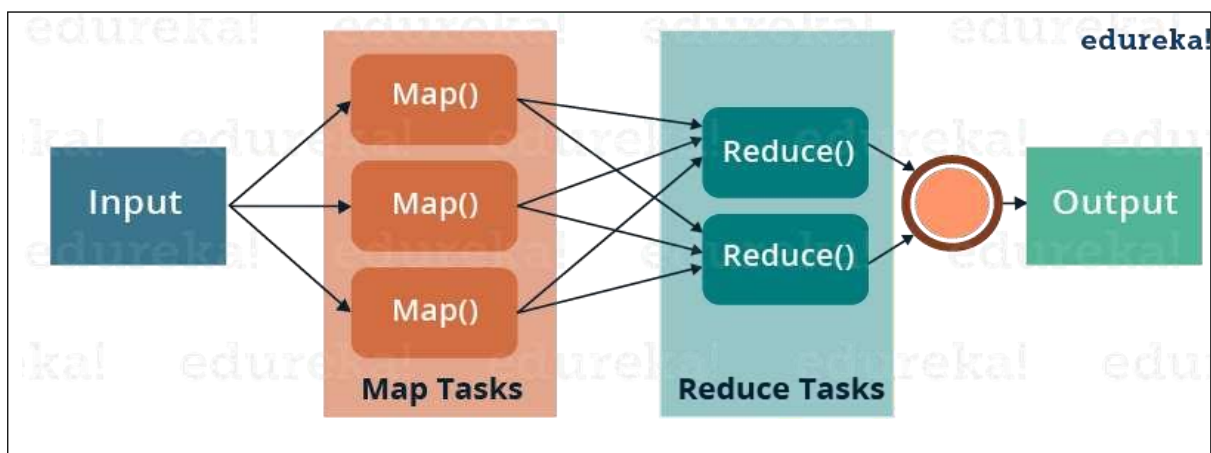 edureka!
Input
Map()
Map()
Map()
Map Tasks
Reduce()
Reduce()
Reduce Tasks
Output